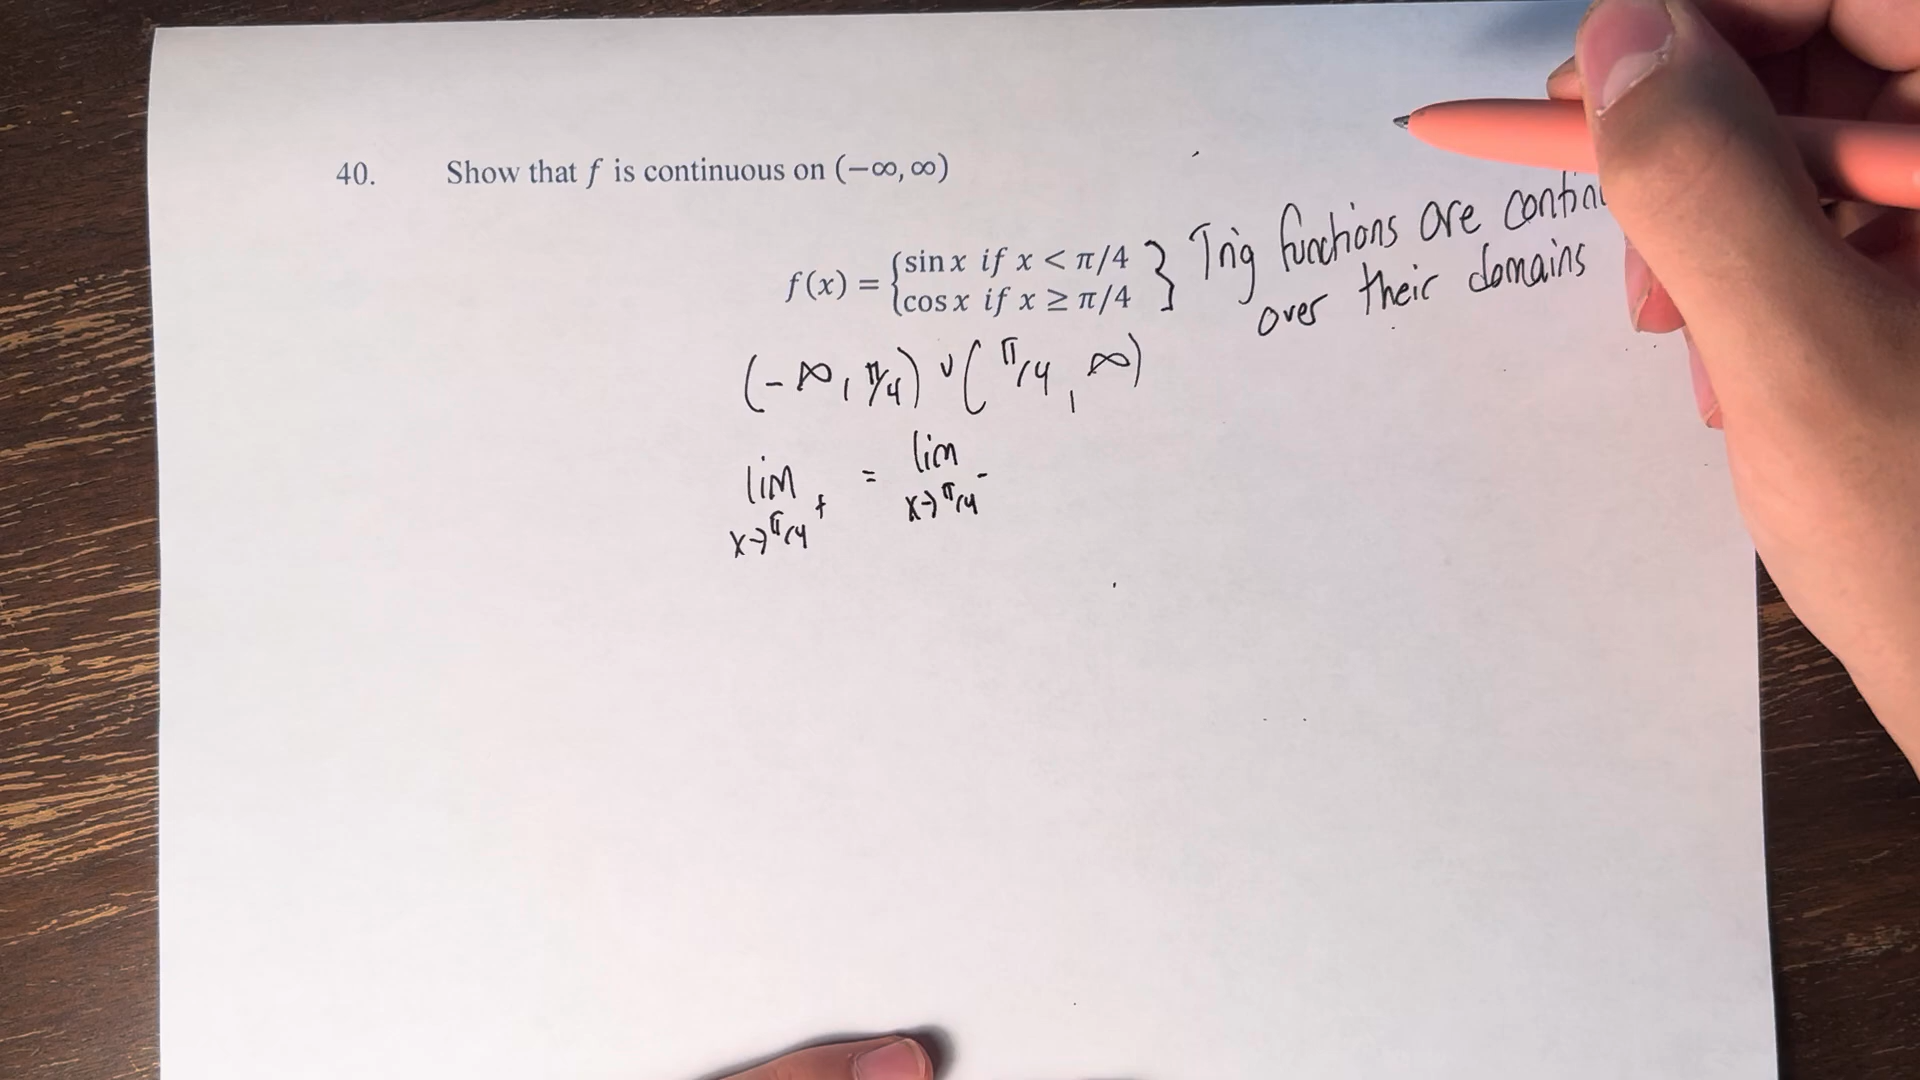 40. Show that f is continuous on (−∞, ∞)
f(x) = { sin x if x < π/4
cos x if x ≥ π/4
} Trig functions are
over their domains
(-∞, π/4) ∪ (π/4, ∞)
lim x→π/4⁺ = lim x→π/4⁻